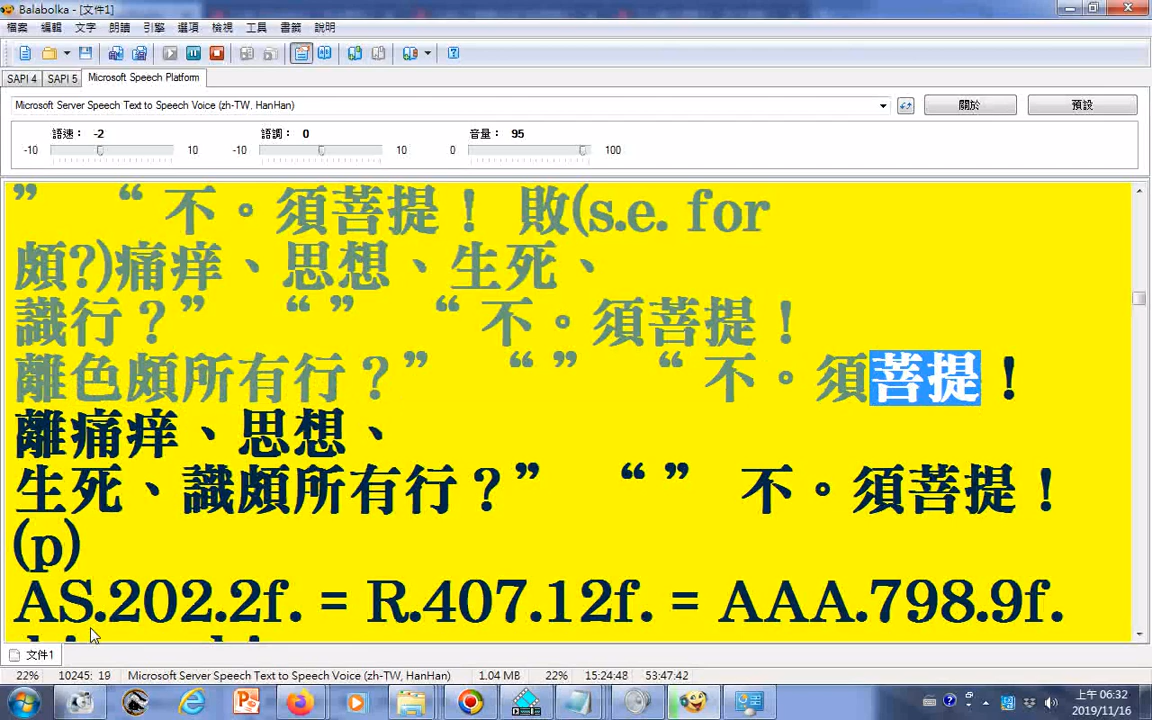 Balabolka - [文件1]
檔案 編輯 文字 朗讀 引擎 選項 檢視 工具 書籤 說明
SAPI 4 SAPI 5 Microsoft Speech Platform
Microsoft Server Speech Text to Speech Voice (zh-TW, HanHan) 關於 預設
語速： -2 語調： 0 音量： 95
-10 10 -10 10 0 100
” “不。須菩提！ 敗(s.e. for
頗?)痛痒、思想、生死、
識行？” “” “不。須菩提！
離色頗所有行？” “” “不。須菩提！
離痛痒、思想、
生死、識頗所有行？” “” 不。須菩提！
(p)
AS.202.2f. = R.407.12f. = AAA.798.9f.
文件1
22% 10245: 19 Microsoft Server Speech Text to Speech Voice (zh-TW, HanHan) 1.04 MB 22% 15:24:48 53:47:42
上午 06:32
2019/11/16